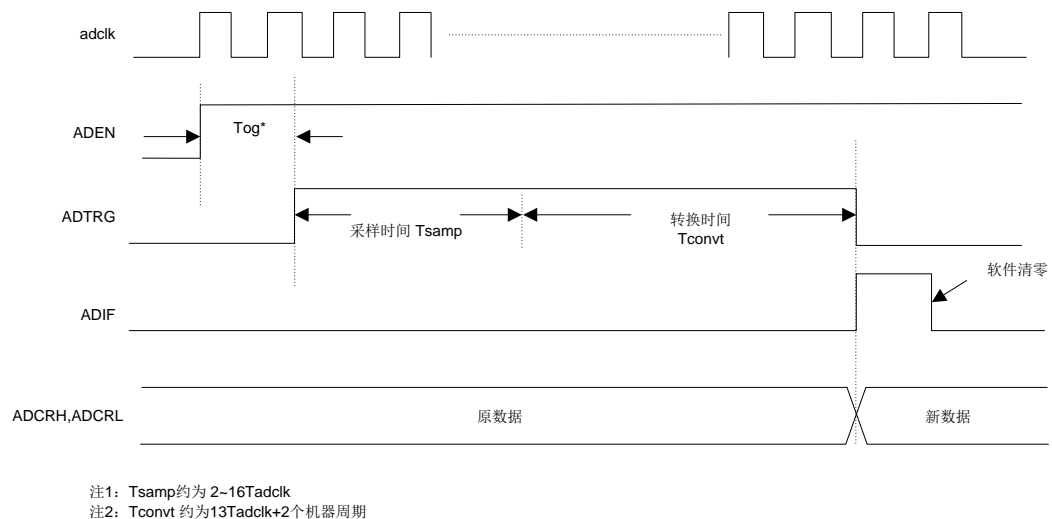 adclk
ADEN
Tog*
ADTRG
采样时间 Tsamp
转换时间
Tconvt
软件清零
ADIF
ADCRH,ADCRL
原数据
新数据
注1：Tsamp约为 2~16Tadclk
注2：Tconvt 约为13Tadclk+2个机器周期